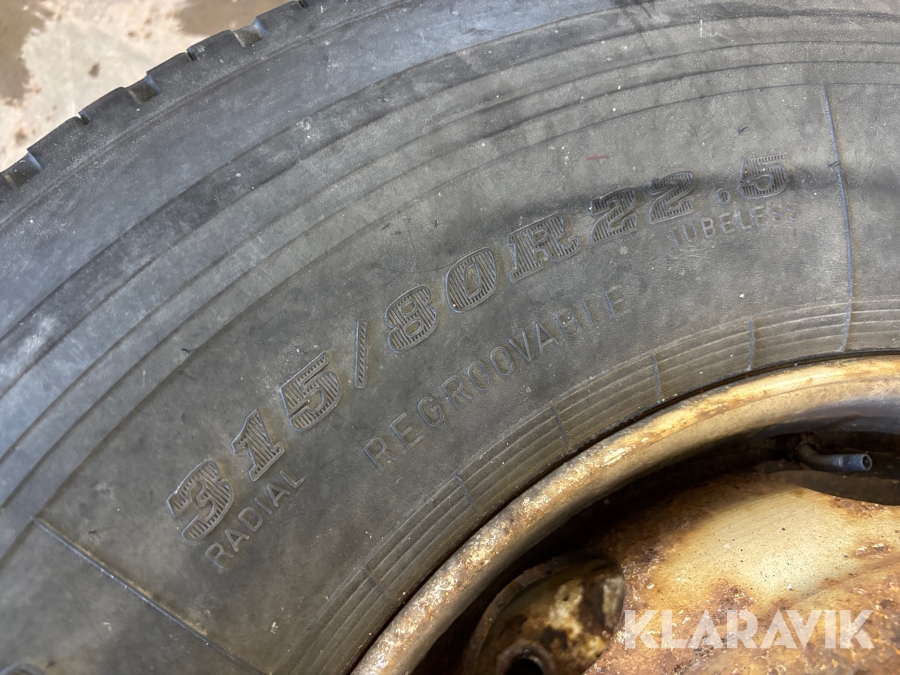 315/80R22.5
TUBELESS
RADIAL
REGROOVABLE
KLARAVIK